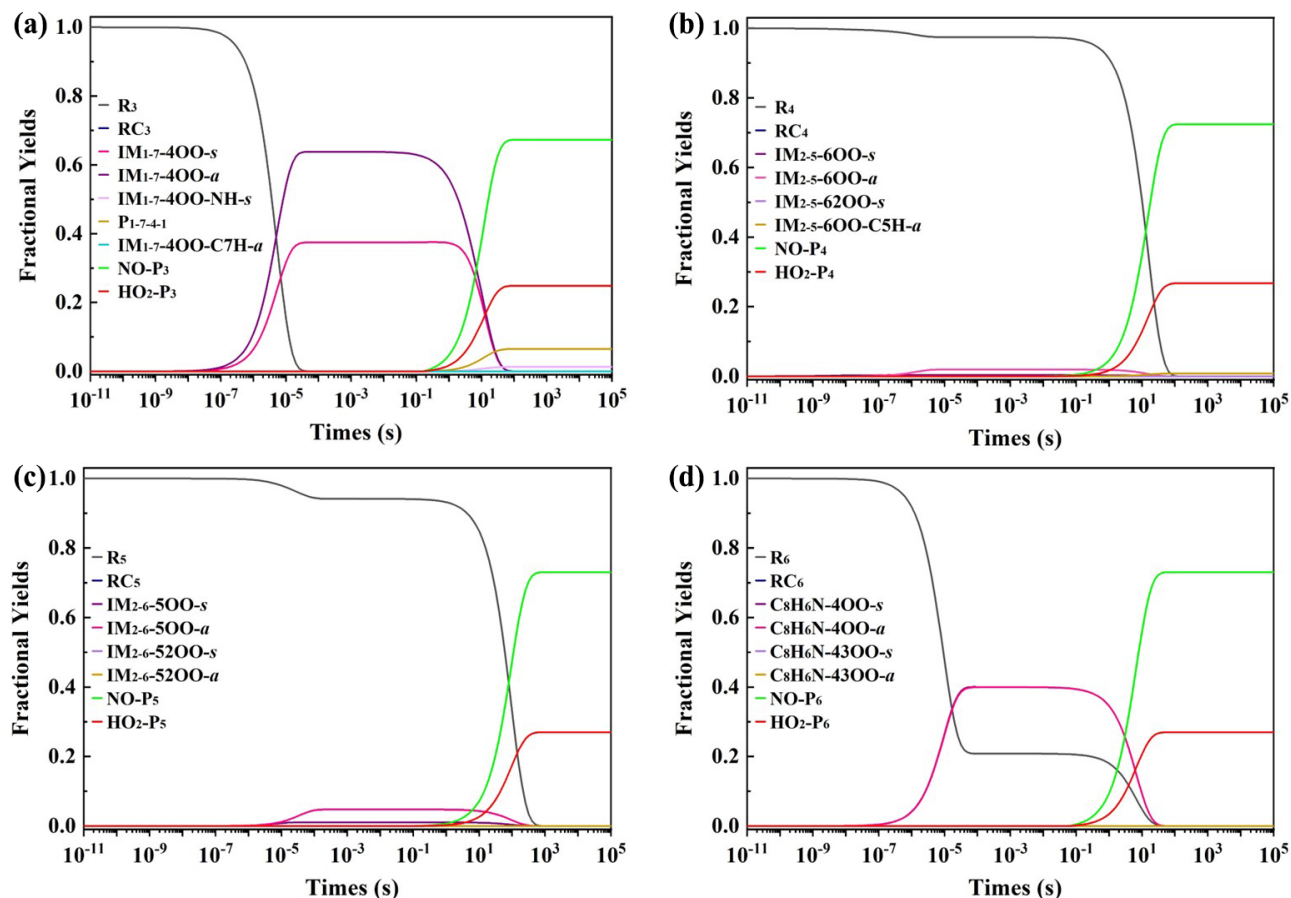 (a)
Fractional Yields
1.0
0.8
0.6
0.4
0.2
0.0
R3
RC3
IM1-7-4OO-s
IM1-7-4OO-a
IM1-7-4OO-NH-s
P1-7-4-1
IM1-7-4OO-C7H-a
NO-P3
HO2-P3
10-11 10-9 10-7 10-5 10-3 10-1 101 103 105
Times (s)
(b)
Fractional Yields
1.0
0.8
0.6
0.4
0.2
0.0
R4
RC4
IM2-5-6OO-s
IM2-5-6OO-a
IM2-5-62OO-s
IM2-5-6OO-C5H-a
NO-P4
HO2-P4
10-11 10-9 10-7 10-5 10-3 10-1 101 103 105
Times (s)
(c)
Fractional Yields
1.0
0.8
0.6
0.4
0.2
0.0
R5
RC5
IM2-6-5OO-s
IM2-6-5OO-a
IM2-6-52OO-s
IM2-6-52OO-a
NO-P5
HO2-P5
10-11 10-9 10-7 10-5 10-3 10-1 101 103 105
Times (s)
(d)
Fractional Yields
1.0
0.8
0.6
0.4
0.2
0.0
R6
RC6
C8H6N-4OO-s
C8H6N-4OO-a
C8H6N-43OO-s
C8H6N-43OO-a
NO-P6
HO2-P6
10-11 10-9 10-7 10-5 10-3 10-1 101 103 105
Times (s)